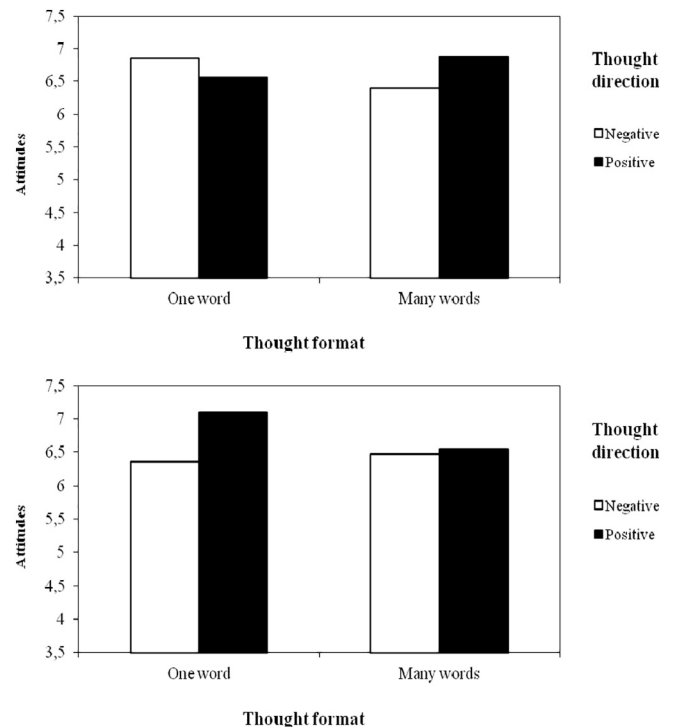 7,5
7
6,5
6
5,5
5
4,5
4
3,5
Attitudes
One word
Many words
Thought format
Thought
direction
Negative
Positive
7,5
7
6,5
6
5,5
5
4,5
4
3,5
Attitudes
One word
Many words
Thought format
Thought
direction
Negative
Positive